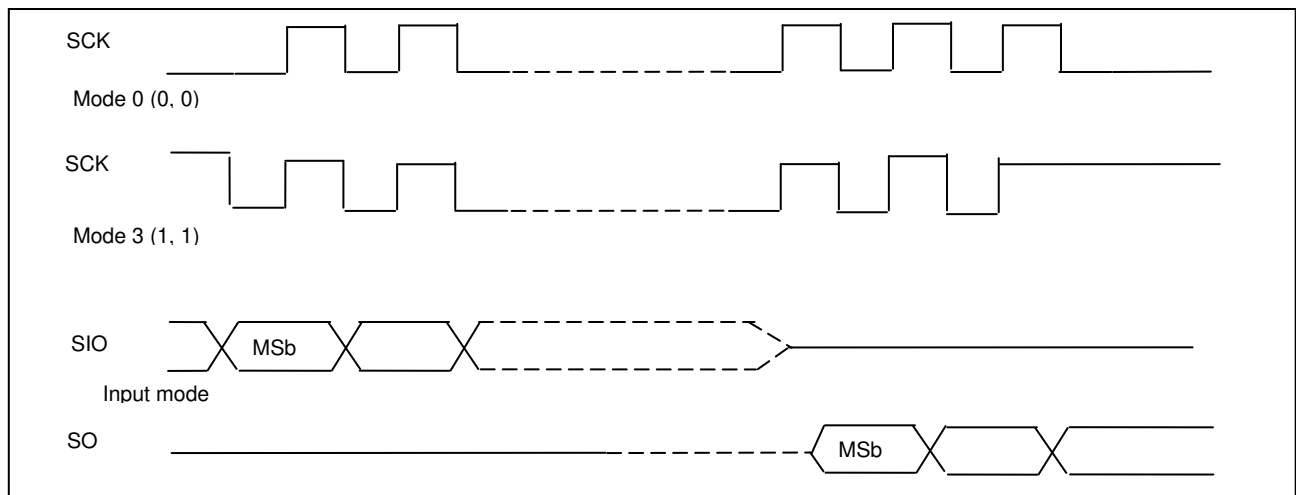 SCK
Mode 0 (0, 0)
SCK
Mode 3 (1, 1)
SIO
MSb
Input mode
SO
MSb